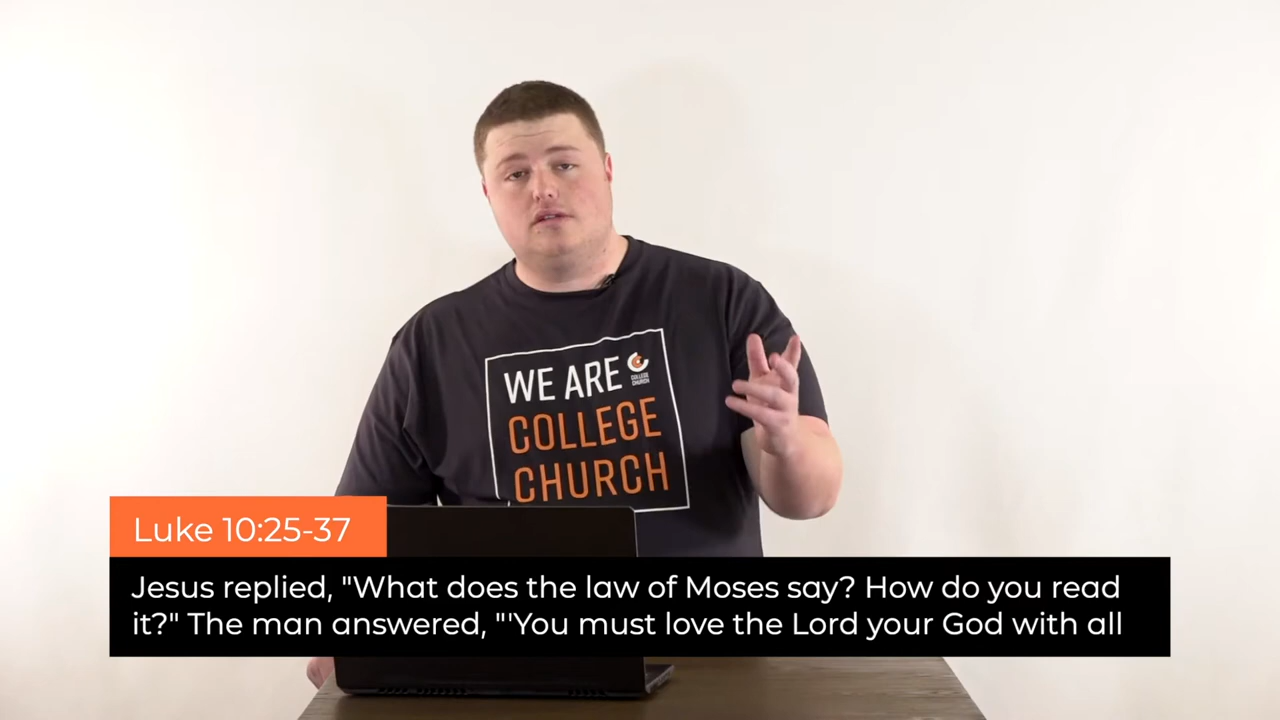 WE ARE
COLLEGE
CHURCH
COLLEGE
CHURCH
Luke 10:25-37
Jesus replied, "What does the law of Moses say? How do you read
it?" The man answered, "'You must love the Lord your God with all